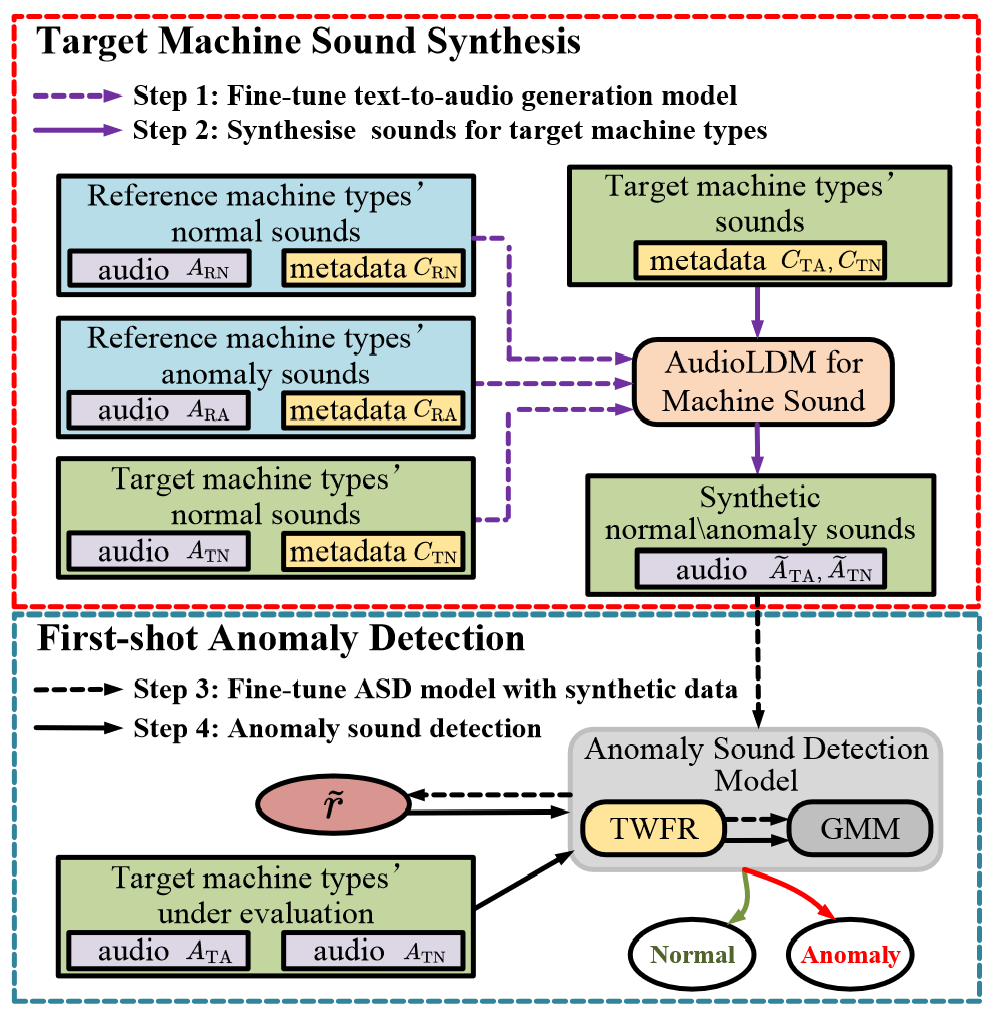 Target Machine Sound Synthesis
Step 1: Fine-tune text-to-audio generation model
Step 2: Synthesise sounds for target machine types
Reference machine types’
normal sounds
audio A_RN
metadata C_RN
Reference machine types’
anomaly sounds
audio A_RA
metadata C_RA
Target machine types’
normal sounds
audio A_TN
metadata C_TN
Target machine types’
sounds
metadata C_TA, C_TN
AudioLDM for
Machine Sound
Synthetic
normal\anomaly sounds
audio Ã_TA, Ã_TN
First-shot Anomaly Detection
Step 3: Fine-tune ASD model with synthetic data
Step 4: Anomaly sound detection
Anomaly Sound Detection
Model
TWFR
GMM
r̃
Target machine types’
under evaluation
audio A_TA
audio A_TN
Normal
Anomaly